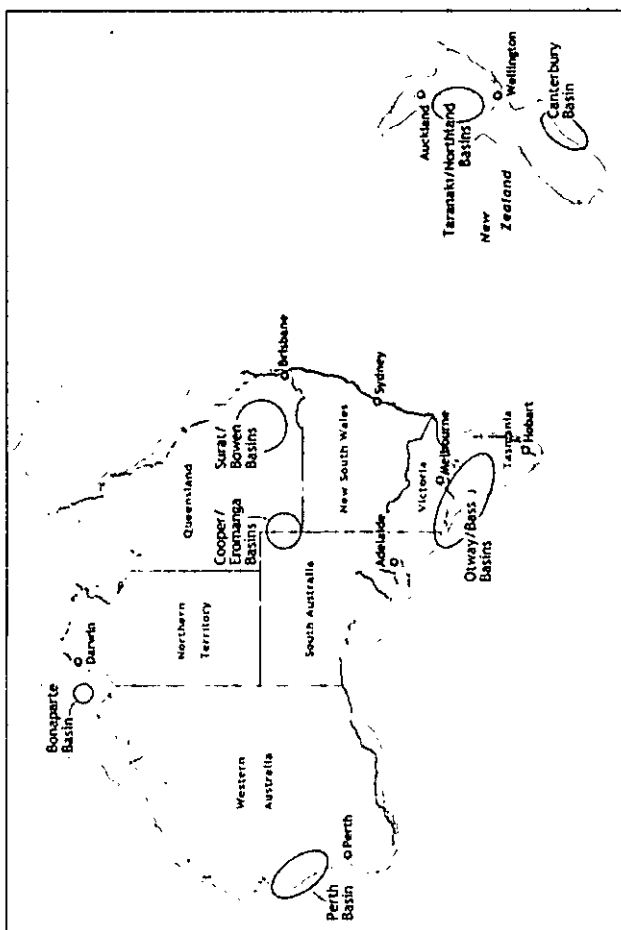 Bonaparte
Basin
Darwin
Northern
Territory
Queensland
Western
Australia
South Australia
Cooper/
Eromanga
Basins
Surat/
Bowen
Basins
Brisbane
New South Wales
Sydney
Perth
Basin
Perth
Adelaide
Victoria
Melbourne
Otway/Bass
Basins
Tasmania
Hobart
Auckland
Taranaki/Northland
Basins
New
Zealand
Wellington
Canterbury
Basin